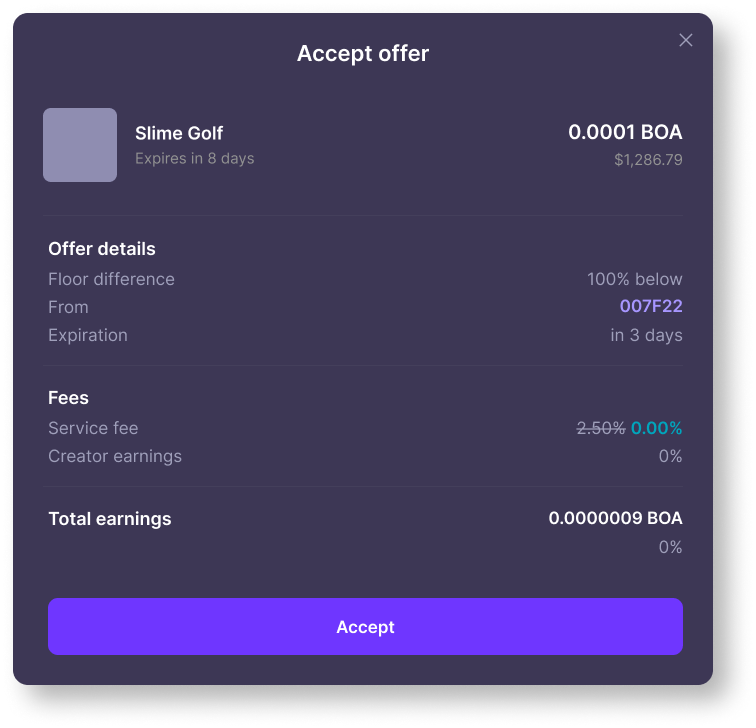 Accept offer
Slime Golf
0.0001 BOA
Expires in 8 days
$1,286.79
Offer details
Floor difference
100% below
From
007F22
Expiration
in 3 days
Fees
Service fee
2.50% 0.00%
Creator earnings
0%
Total earnings
0.0000009 BOA
0%
Accept